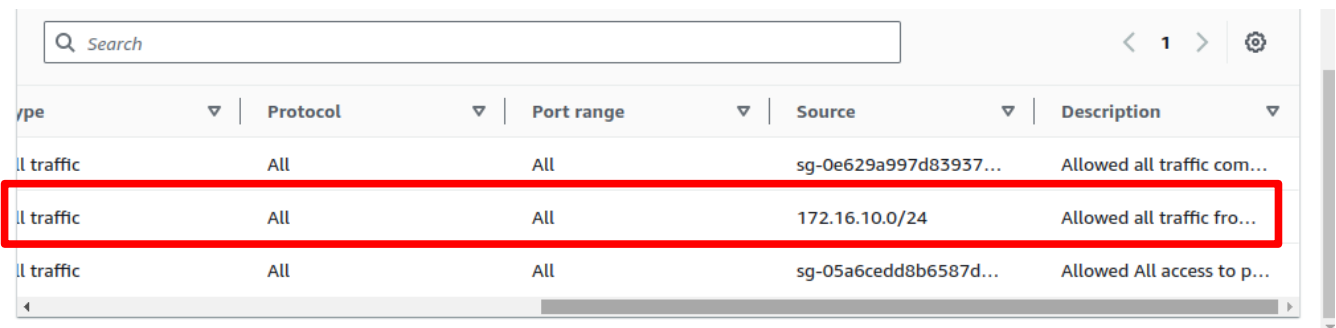 Search
1
ype Protocol Port range Source Description
ll traffic All All sg-0e629a997d83937... Allowed all traffic com...
ll traffic All All 172.16.10.0/24 Allowed all traffic fro...
ll traffic All All sg-05a6cedd8b6587d... Allowed All access to p...